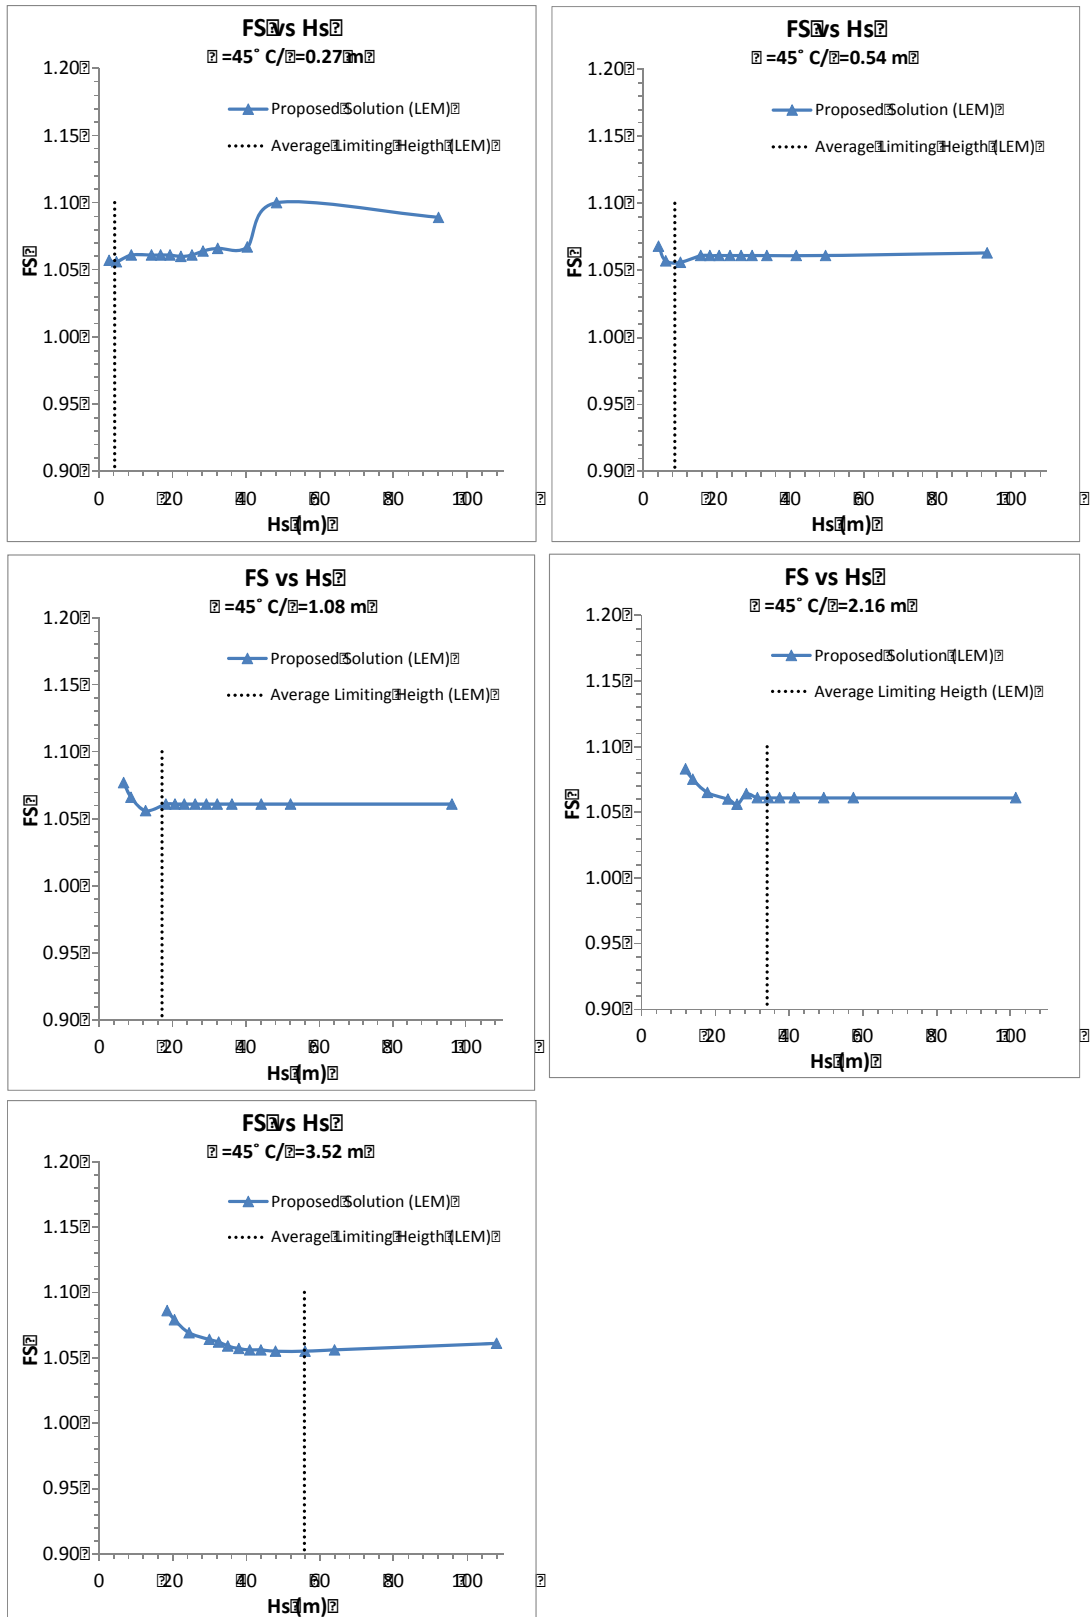 FS vs Hs
=45° C/ =0.27 m
1.20
1.15
1.10
1.05
1.00
0.95
0.90
FS
Proposed Solution (LEM)
Average Limiting Heigth (LEM)
0 20 40 60 80 100
Hs (m)
FS vs Hs
=45° C/ =0.54 m
1.20
1.15
1.10
1.05
1.00
0.95
0.90
FS
Proposed Solution (LEM)
Average Limiting Heigth (LEM)
0 20 40 60 80 100
Hs (m)
FS vs Hs
=45° C/ =1.08 m
1.20
1.15
1.10
1.05
1.00
0.95
0.90
FS
Proposed Solution (LEM)
Average Limiting Heigth (LEM)
0 20 40 60 80 100
Hs (m)
FS vs Hs
=45° C/ =2.16 m
1.20
1.15
1.10
1.05
1.00
0.95
0.90
FS
Proposed Solution (LEM)
Average Limiting Heigth (LEM)
0 20 40 60 80 100
Hs (m)
FS vs Hs
=45° C/ =3.52 m
1.20
1.15
1.10
1.05
1.00
0.95
0.90
FS
Proposed Solution (LEM)
Average Limiting Heigth (LEM)
0 20 40 60 80 100
Hs (m)